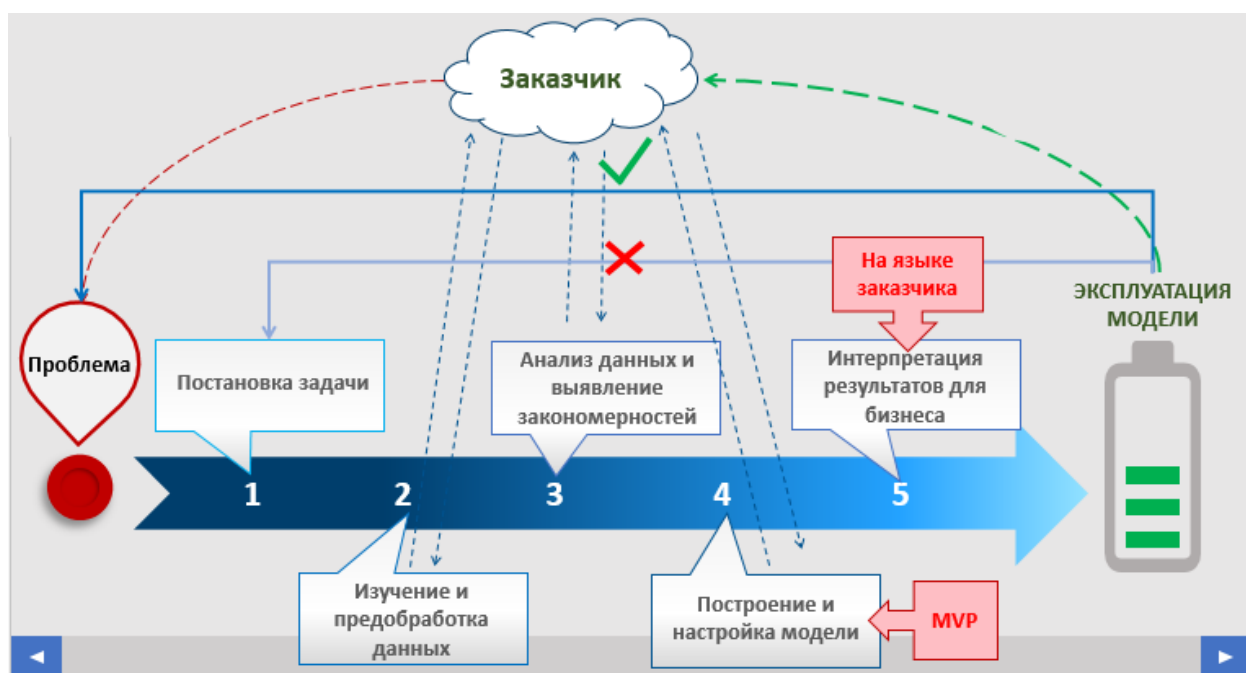 Заказчик
На языке
заказчика
ЭКСПЛУАТАЦИЯ
МОДЕЛИ
Проблема
Постановка задачи
Анализ данных и
выявление
закономерностей
Интерпретация
результатов для
бизнеса
1
2
3
4
5
Изучение и
предобработка
данных
Построение и
настройка модели
MVP